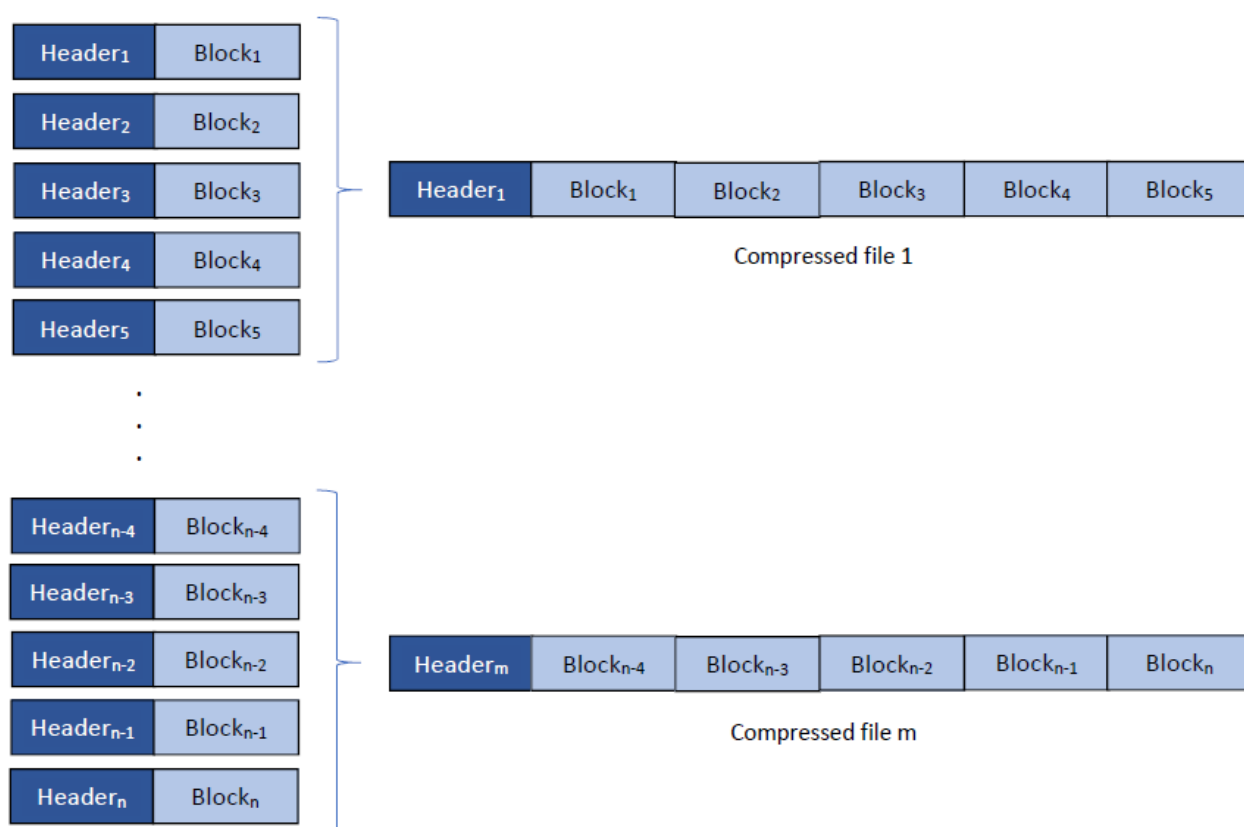 Header₁ Block₁
Header₂ Block₂
Header₃ Block₃
Header₄ Block₄
Header₅ Block₅
Header₁ Block₁ Block₂ Block₃ Block₄ Block₅
Compressed file 1
.
.
.
Headerₙ₋₄ Blockₙ₋₄
Headerₙ₋₃ Blockₙ₋₃
Headerₙ₋₂ Blockₙ₋₂
Headerₙ₋₁ Blockₙ₋₁
Headerₙ Blockₙ
Headerₘ Blockₙ₋₄ Blockₙ₋₃ Blockₙ₋₂ Blockₙ₋₁ Blockₙ
Compressed file m